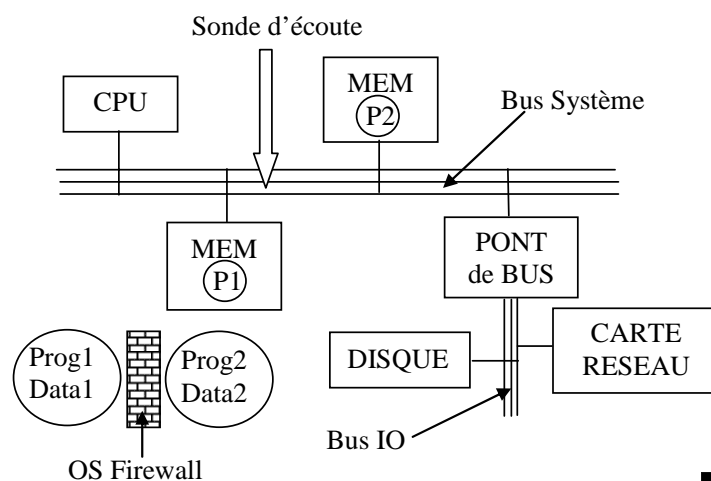 Sonde d'écoute
CPU
MEM
P2
Bus Système
MEM
P1
PONT
de BUS
Prog1
Data1
Prog2
Data2
DISQUE
CARTE
RESEAU
Bus IO
OS Firewall